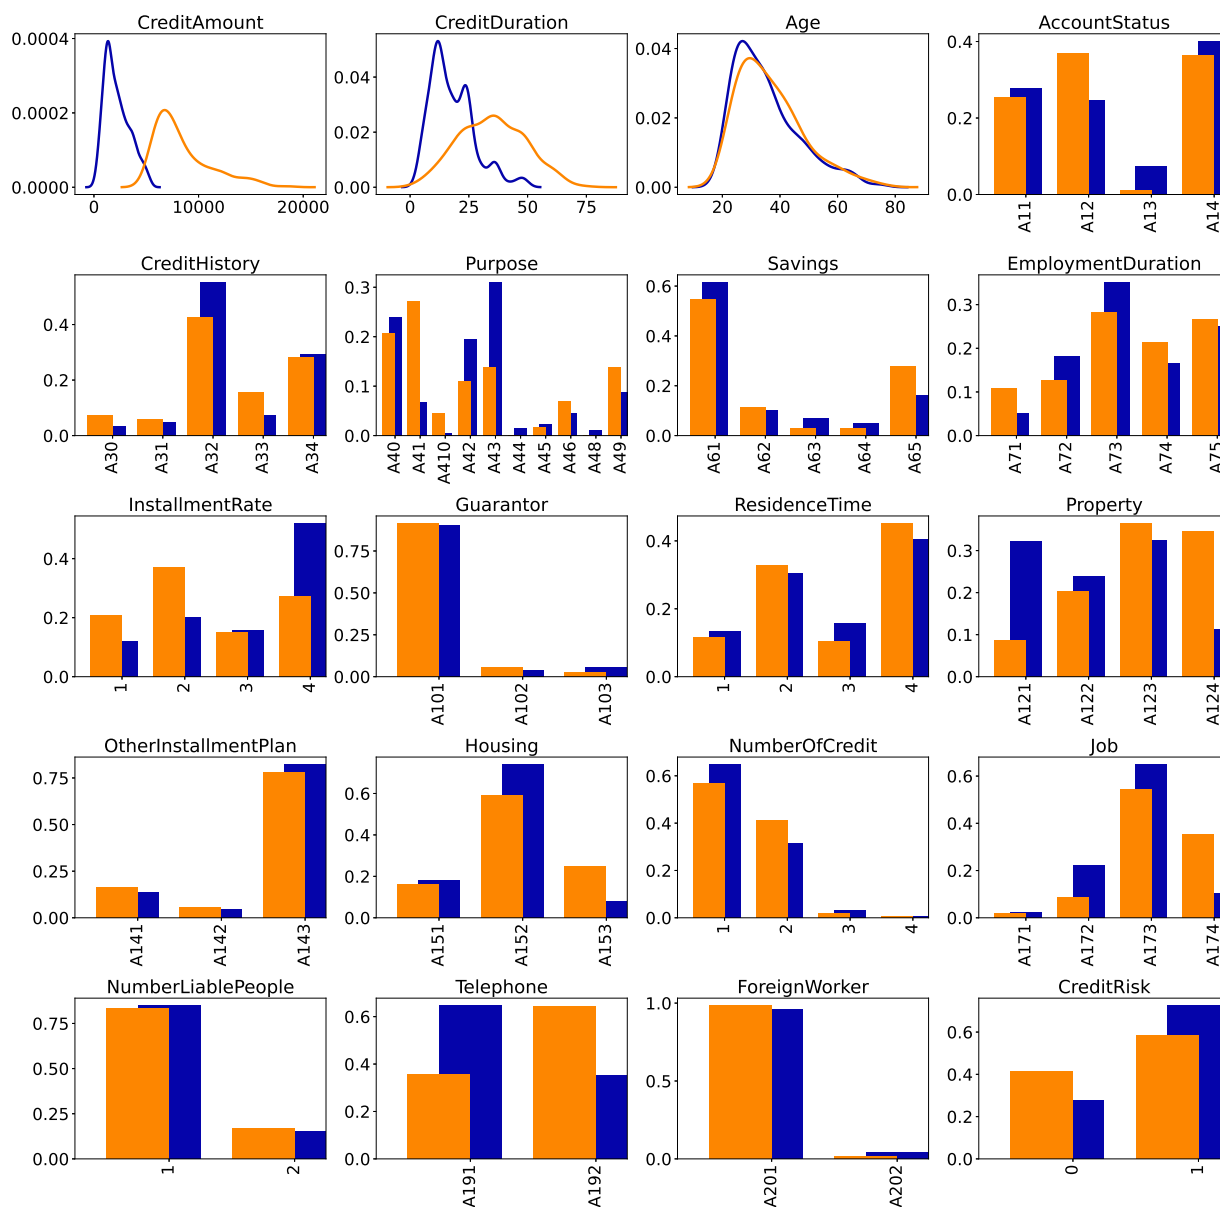 CreditAmount
0.0004
0.0002
0.0000
0 10000 20000
CreditDuration
0.04
0.02
0.00
0 25 50 75
Age
0.04
0.02
0.00
20 40 60 80
AccountStatus
0.4
0.2
0.0
A11 A12 A13 A14
CreditHistory
0.4
0.2
0.0
A30 A31 A32 A33 A34
Purpose
0.3
0.2
0.1
0.0
A40 A41 A410 A42 A43 A44 A45 A46 A48 A49
Savings
0.6
0.4
0.2
0.0
A61 A62 A63 A64 A65
EmploymentDuration
0.3
0.2
0.1
0.0
A71 A72 A73 A74 A75
InstallmentRate
0.4
0.2
0.0
1 2 3 4
Guarantor
0.75
0.50
0.25
0.00
A101 A102 A103
ResidenceTime
0.4
0.2
0.0
1 2 3 4
Property
0.3
0.2
0.1
0.0
A121 A122 A123 A124
OtherInstallmentPlan
0.75
0.50
0.25
0.00
A141 A142 A143
Housing
0.6
0.4
0.2
0.0
A151 A152 A153
NumberOfCredit
0.6
0.4
0.2
0.0
1 2 3 4
Job
0.6
0.4
0.2
0.0
A171 A172 A173 A174
NumberLiablePeople
0.75
0.50
0.25
0.00
1 2
Telephone
0.6
0.4
0.2
0.0
A191 A192
ForeignWorker
1.0
0.5
0.0
A201 A202
CreditRisk
0.6
0.4
0.2
0.0
0 1